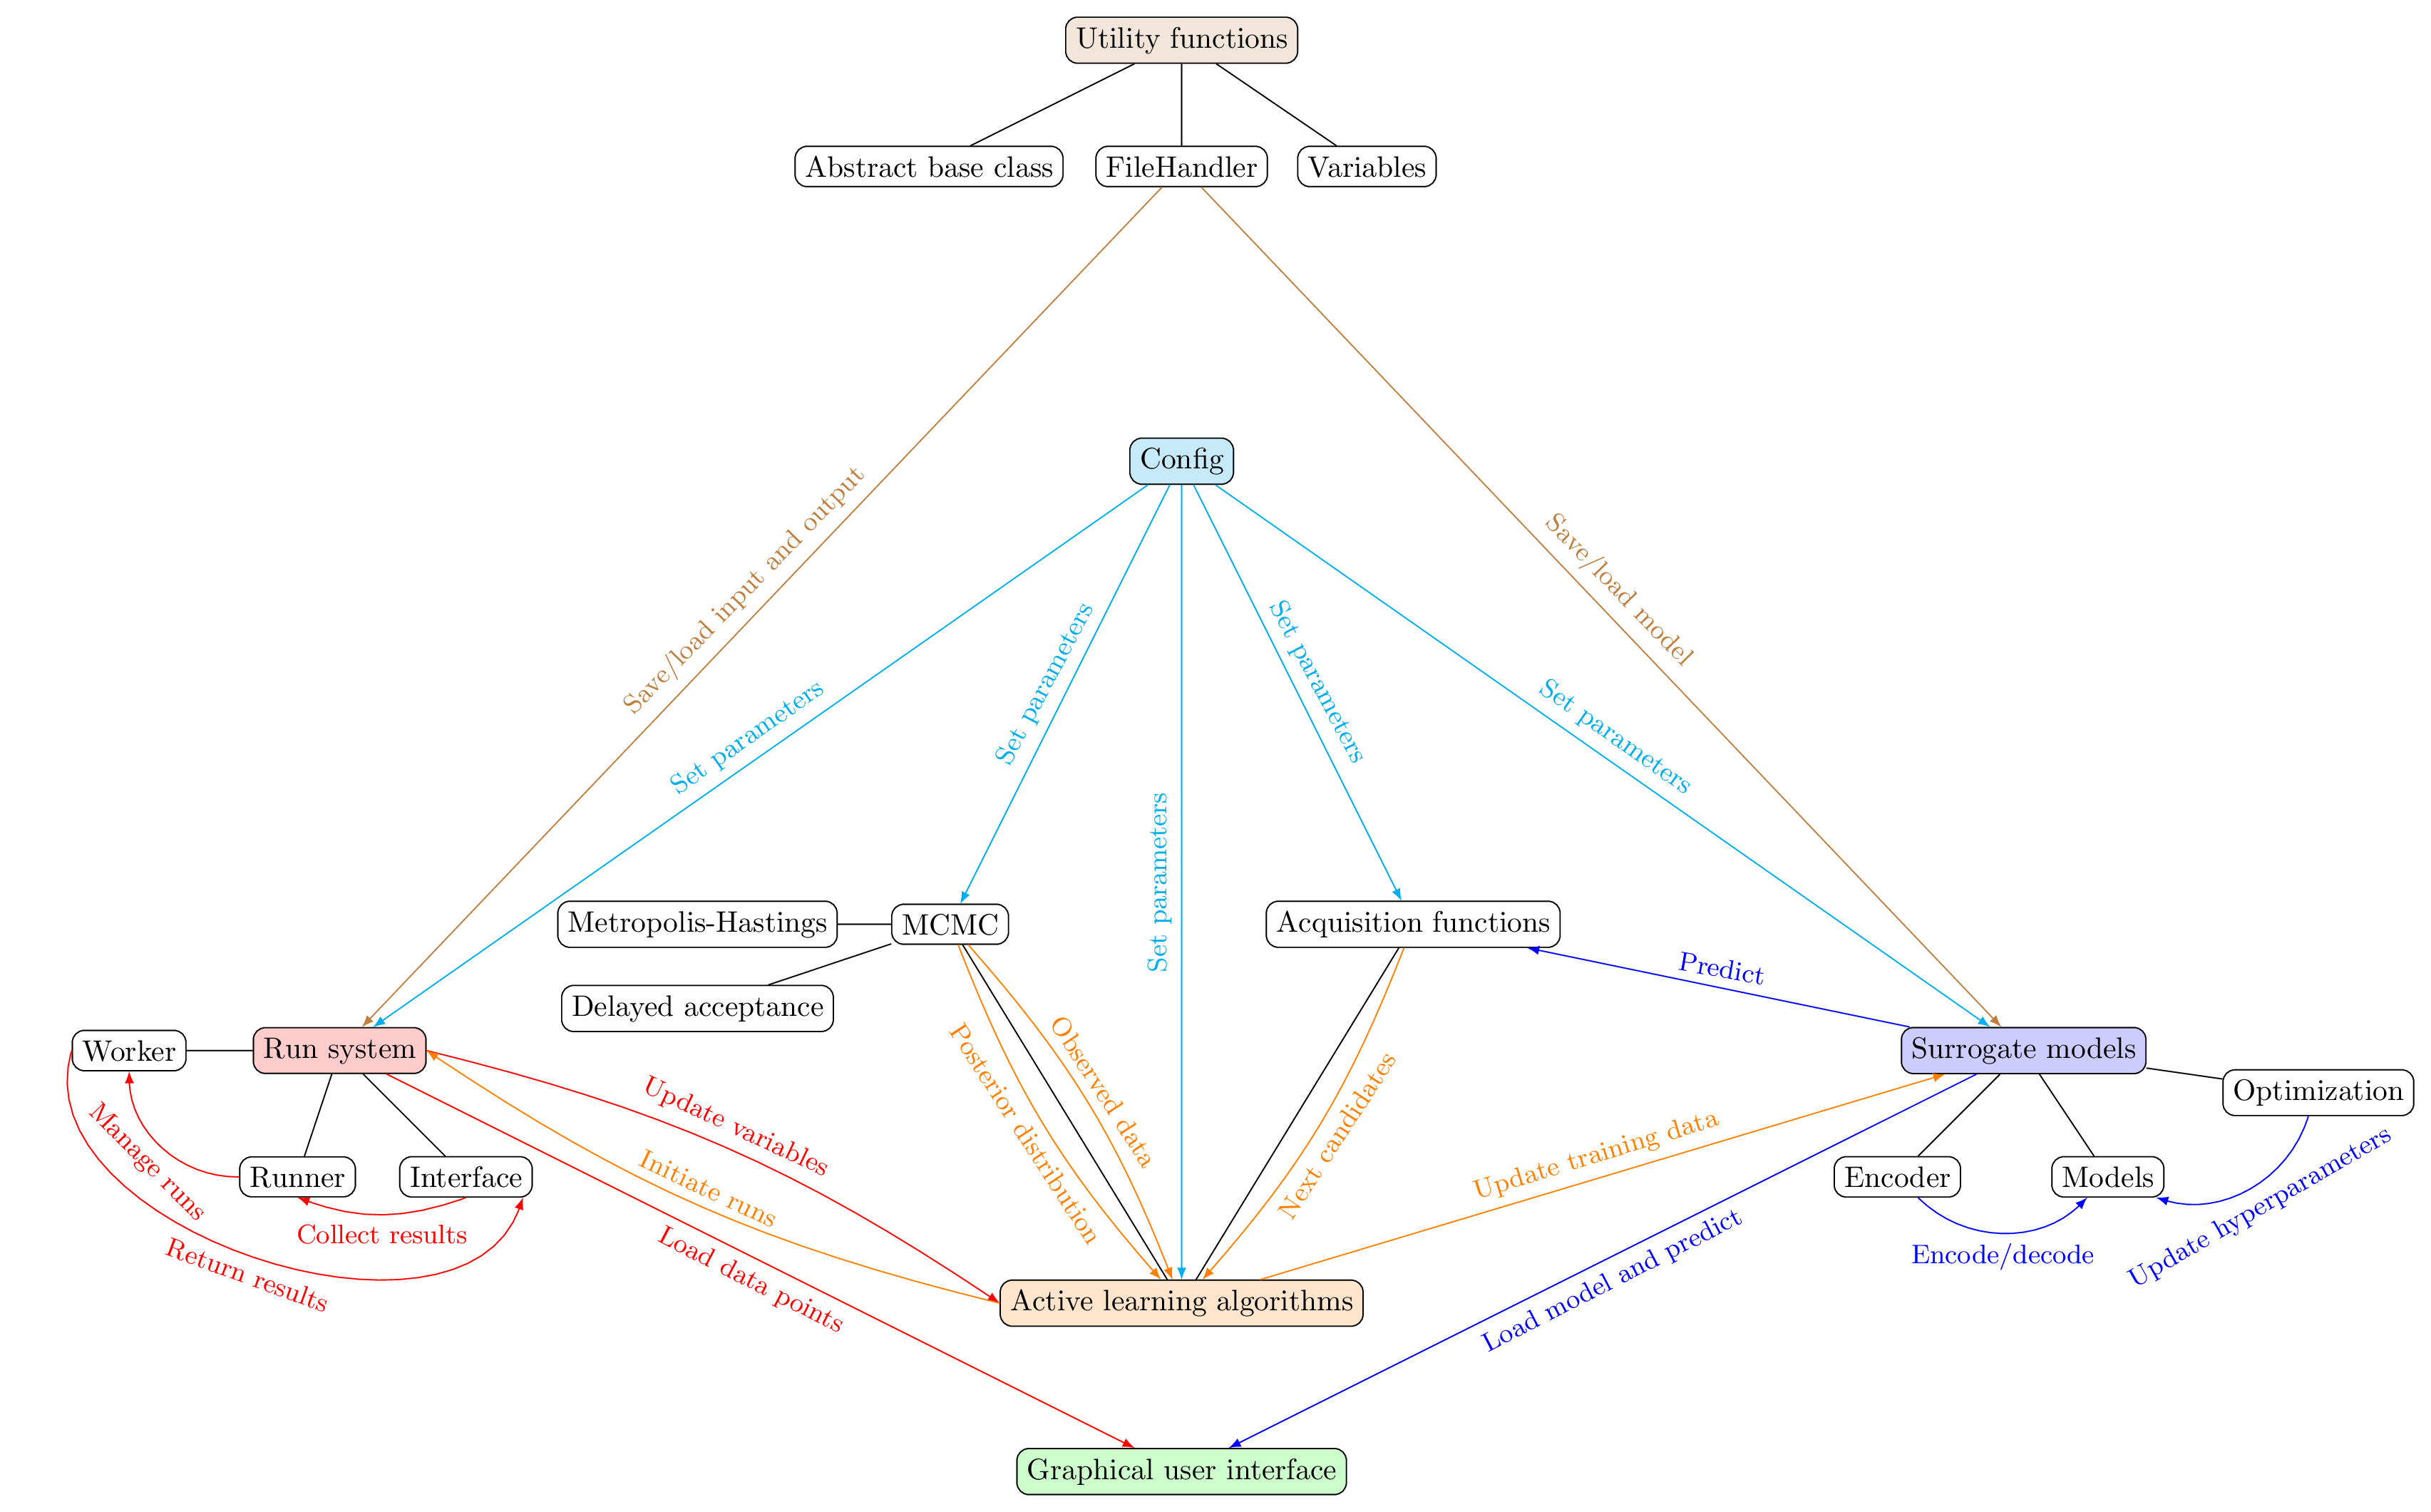 Utility functions
Abstract base class
FileHandler
Variables
Config
Save/load input and output
Save/load model
Set parameters
Set parameters
Set parameters
Set parameters
Set parameters
Metropolis-Hastings
MCMC
Acquisition functions
Predict
Delayed acceptance
Worker
Run system
Surrogate models
Optimization
Observed data
Posterior distribution
Next candidates
Update variables
Update training data
Manage runs
Runner
Interface
Initiate runs
Encoder
Models
Update hyperparameters
Collect results
Return results
Load data points
Load model and predict
Encode/decode
Active learning algorithms
Graphical user interface